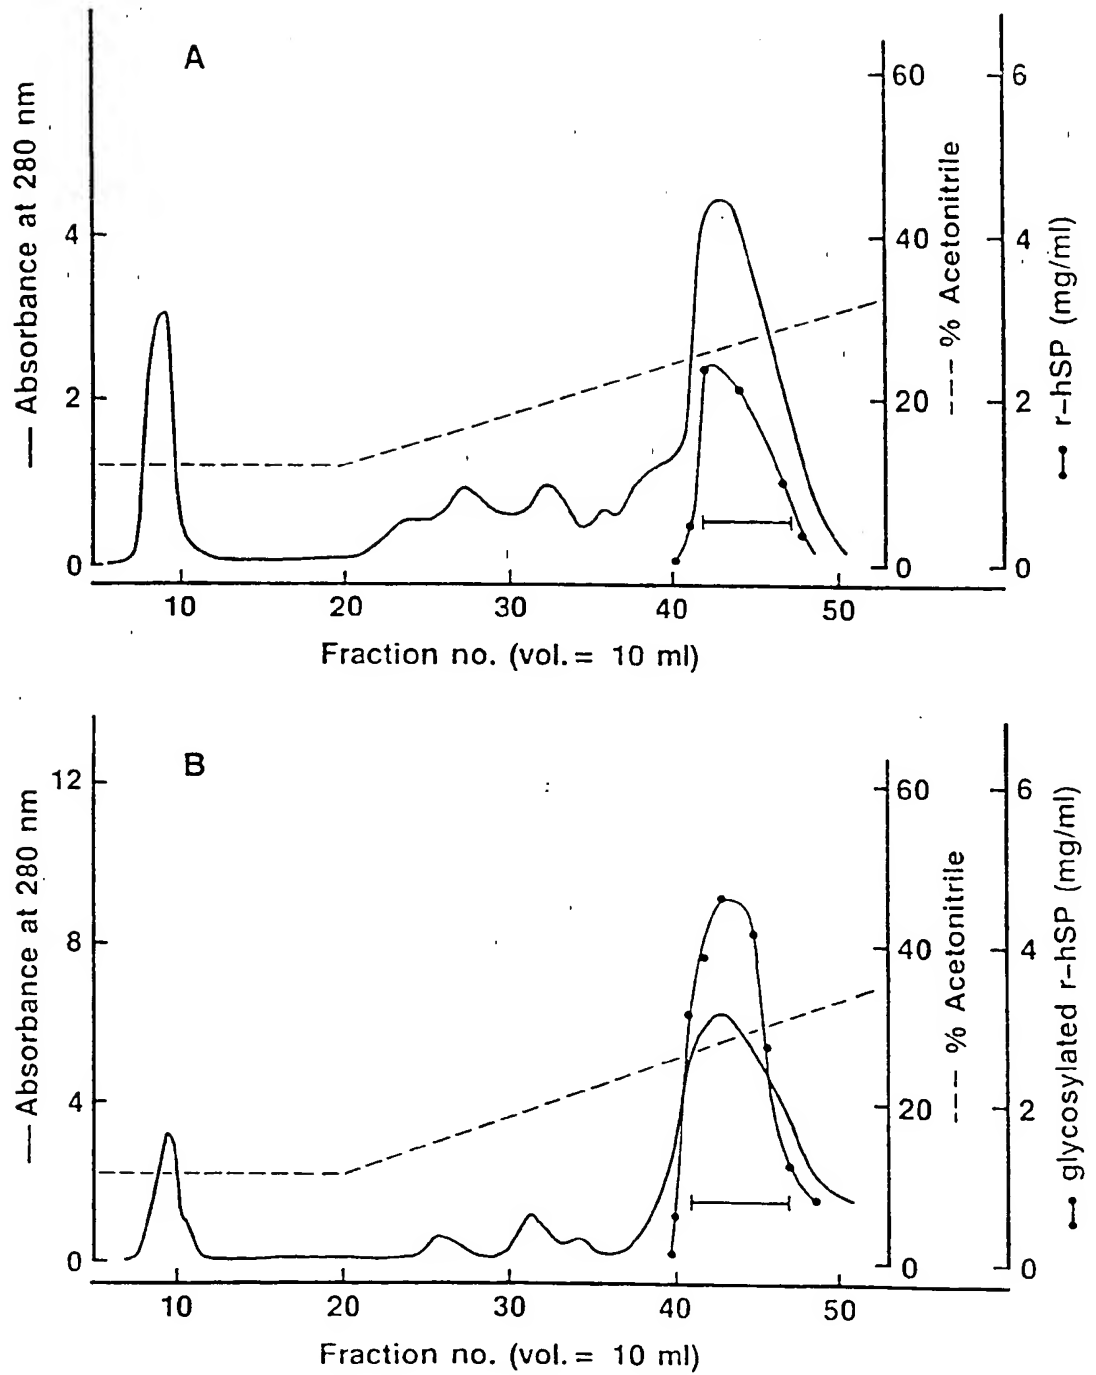 A
— Absorbance at 280 nm
4
2
0
60
40
20
0
--- % Acetonitrile
6
4
2
0
r-hSP (mg/ml)
10 20 30 40 50
Fraction no. (vol. = 10 ml)
B
— Absorbance at 280 nm
12
8
4
0
60
40
20
0
--- % Acetonitrile
6
4
2
0
glycosylated r-hSP (mg/ml)
10 20 30 40 50
Fraction no. (vol. = 10 ml)